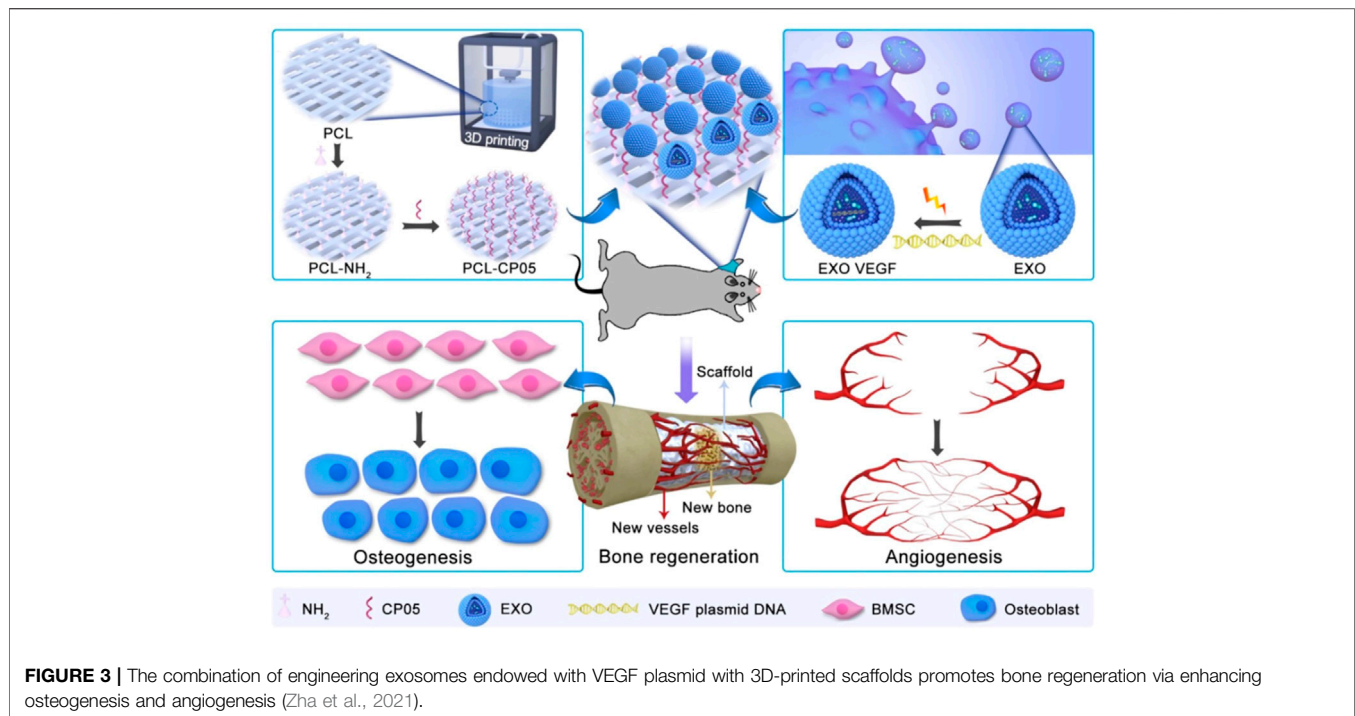 PCL
3D printing
PCL-NH₂
PCL-CP05
EXO VEGF
EXO
Scaffold
New bone
New vessels
Osteogenesis
Bone regeneration
Angiogenesis
NH₂
CP05
EXO
VEGF plasmid DNA
BMSC
Osteoblast
FIGURE 3 | The combination of engineering exosomes endowed with VEGF plasmid with 3D-printed scaffolds promotes bone regeneration via enhancing
osteogenesis and angiogenesis (Zha et al., 2021).